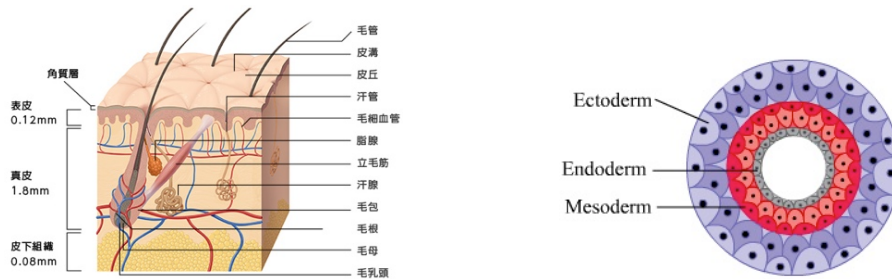 角質層
表皮
0.12mm
真皮
1.8mm
皮下組織
0.08mm
毛管
皮溝
皮丘
汗管
毛細血管
脂腺
立毛筋
汗腺
毛包
毛根
毛母
毛乳頭
Ectoderm
Endoderm
Mesoderm